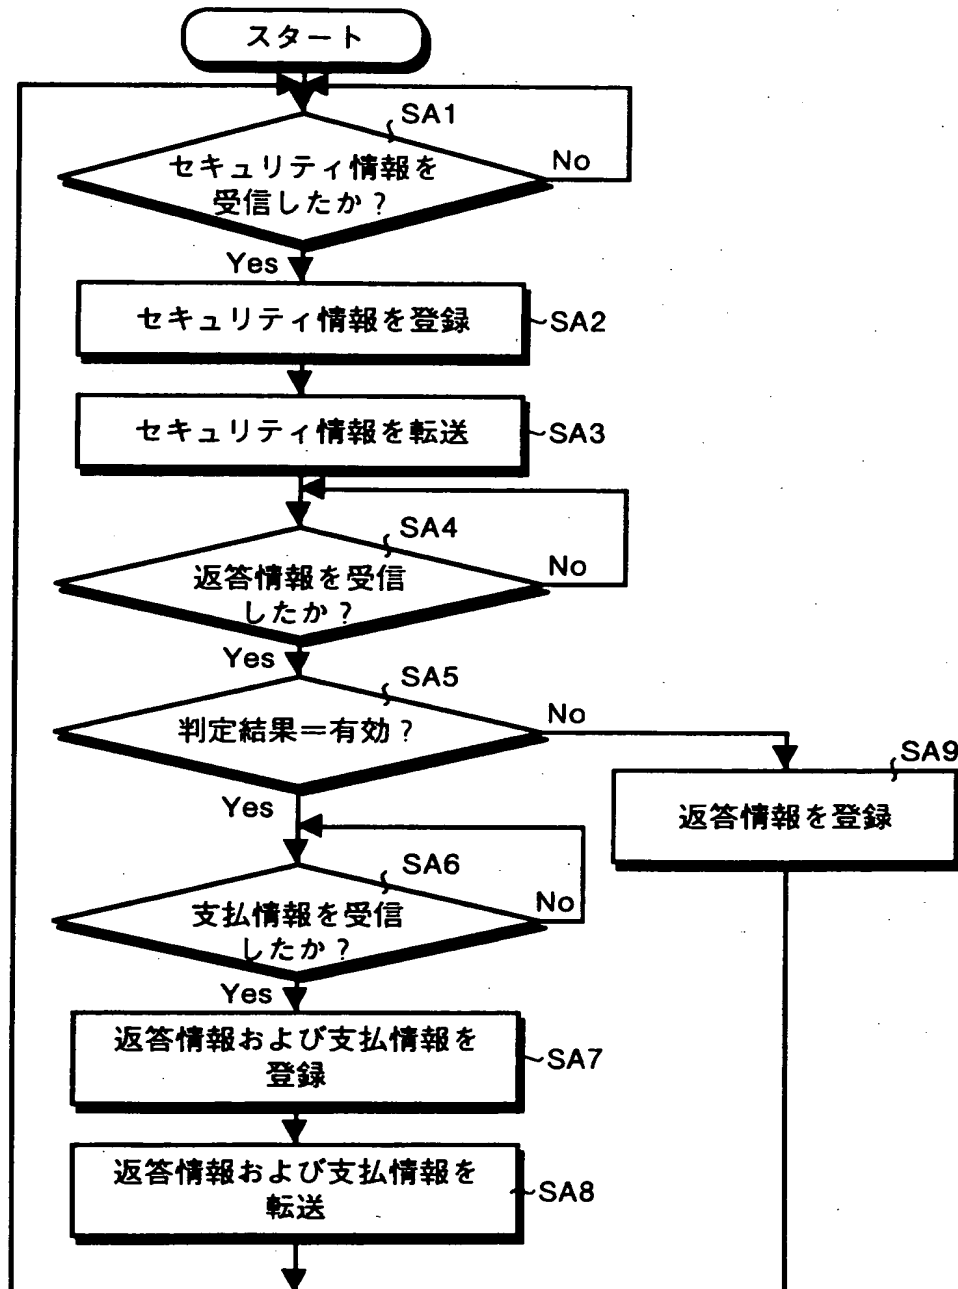 スタート
SA1
セキュリティ情報を
受信したか？
No
Yes
セキュリティ情報を登録
SA2
セキュリティ情報を転送
SA3
SA4
返答情報を受信
したか？
No
Yes
SA5
判定結果＝有効？
No
Yes
SA9
返答情報を登録
SA6
支払情報を受信
したか？
No
Yes
返答情報および支払情報を
登録
SA7
返答情報および支払情報を
転送
SA8